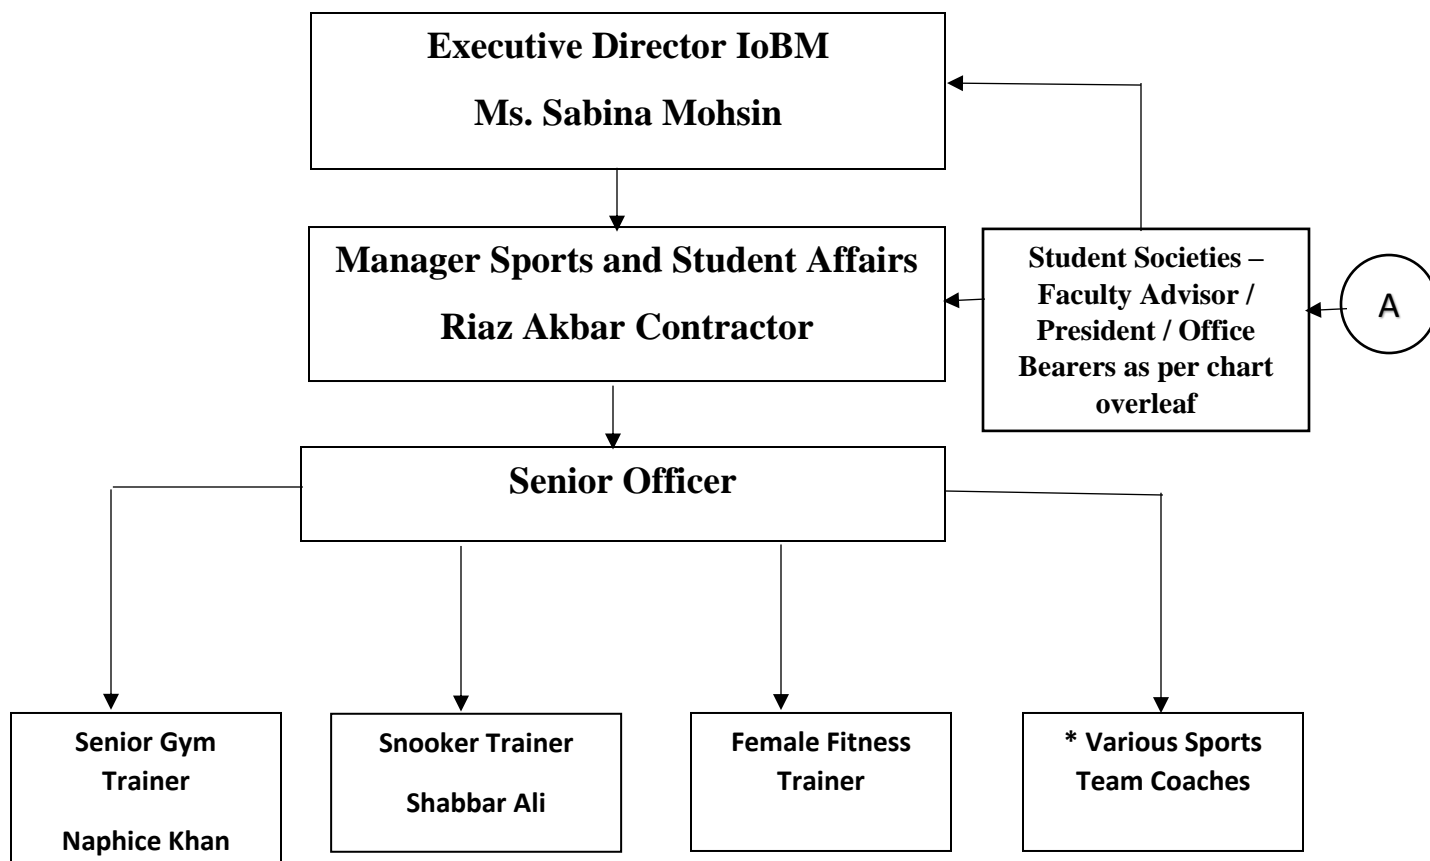 Executive Director IoBM
Ms. Sabina Mohsin
Manager Sports and Student Affairs
Riaz Akbar Contractor
Student Societies –
Faculty Advisor /
President / Office
Bearers as per chart
overleaf
A
Senior Officer
Senior Gym
Trainer
Naphice Khan
Snooker Trainer
Shabbar Ali
Female Fitness
Trainer
* Various Sports
Team Coaches